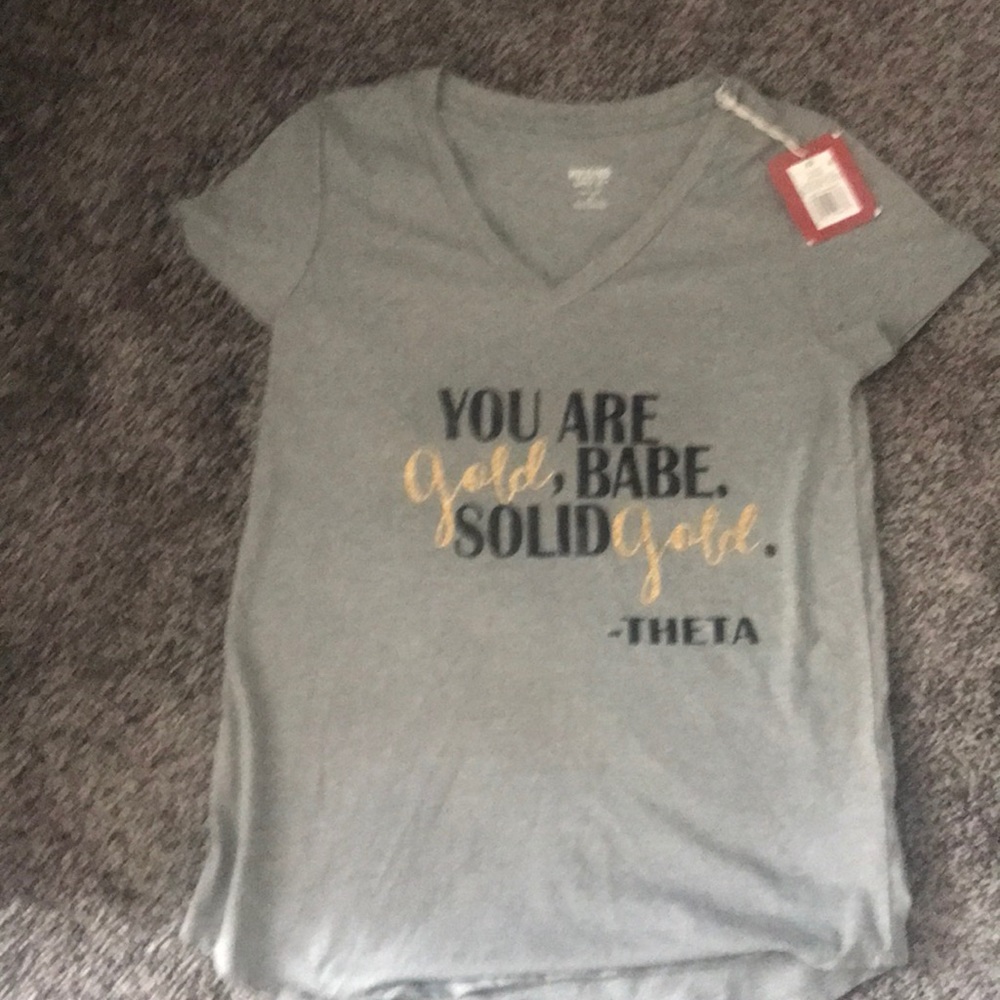 YOU ARE
gold, BABE.
SOLID gold.
-THETA